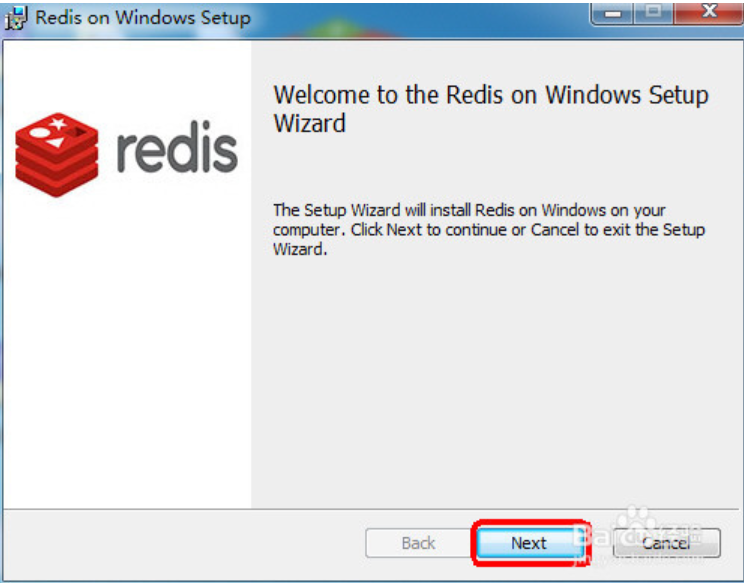 Redis on Windows Setup
redis
Welcome to the Redis on Windows Setup
Wizard
The Setup Wizard will install Redis on Windows on your
computer. Click Next to continue or Cancel to exit the Setup
Wizard.
Back
Next
Cancel
Baidu经验